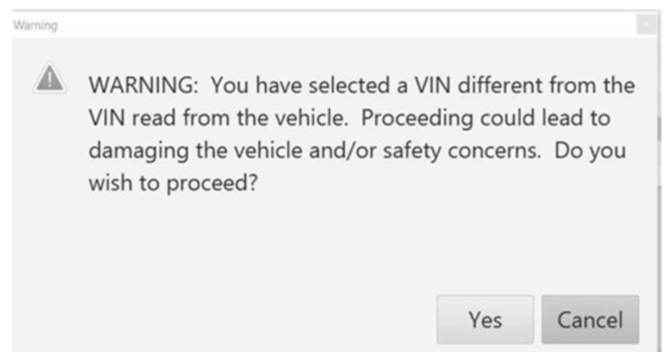 Warning
WARNING: You have selected a VIN different from the
VIN read from the vehicle. Proceeding could lead to
damaging the vehicle and/or safety concerns. Do you
wish to proceed?
Yes Cancel